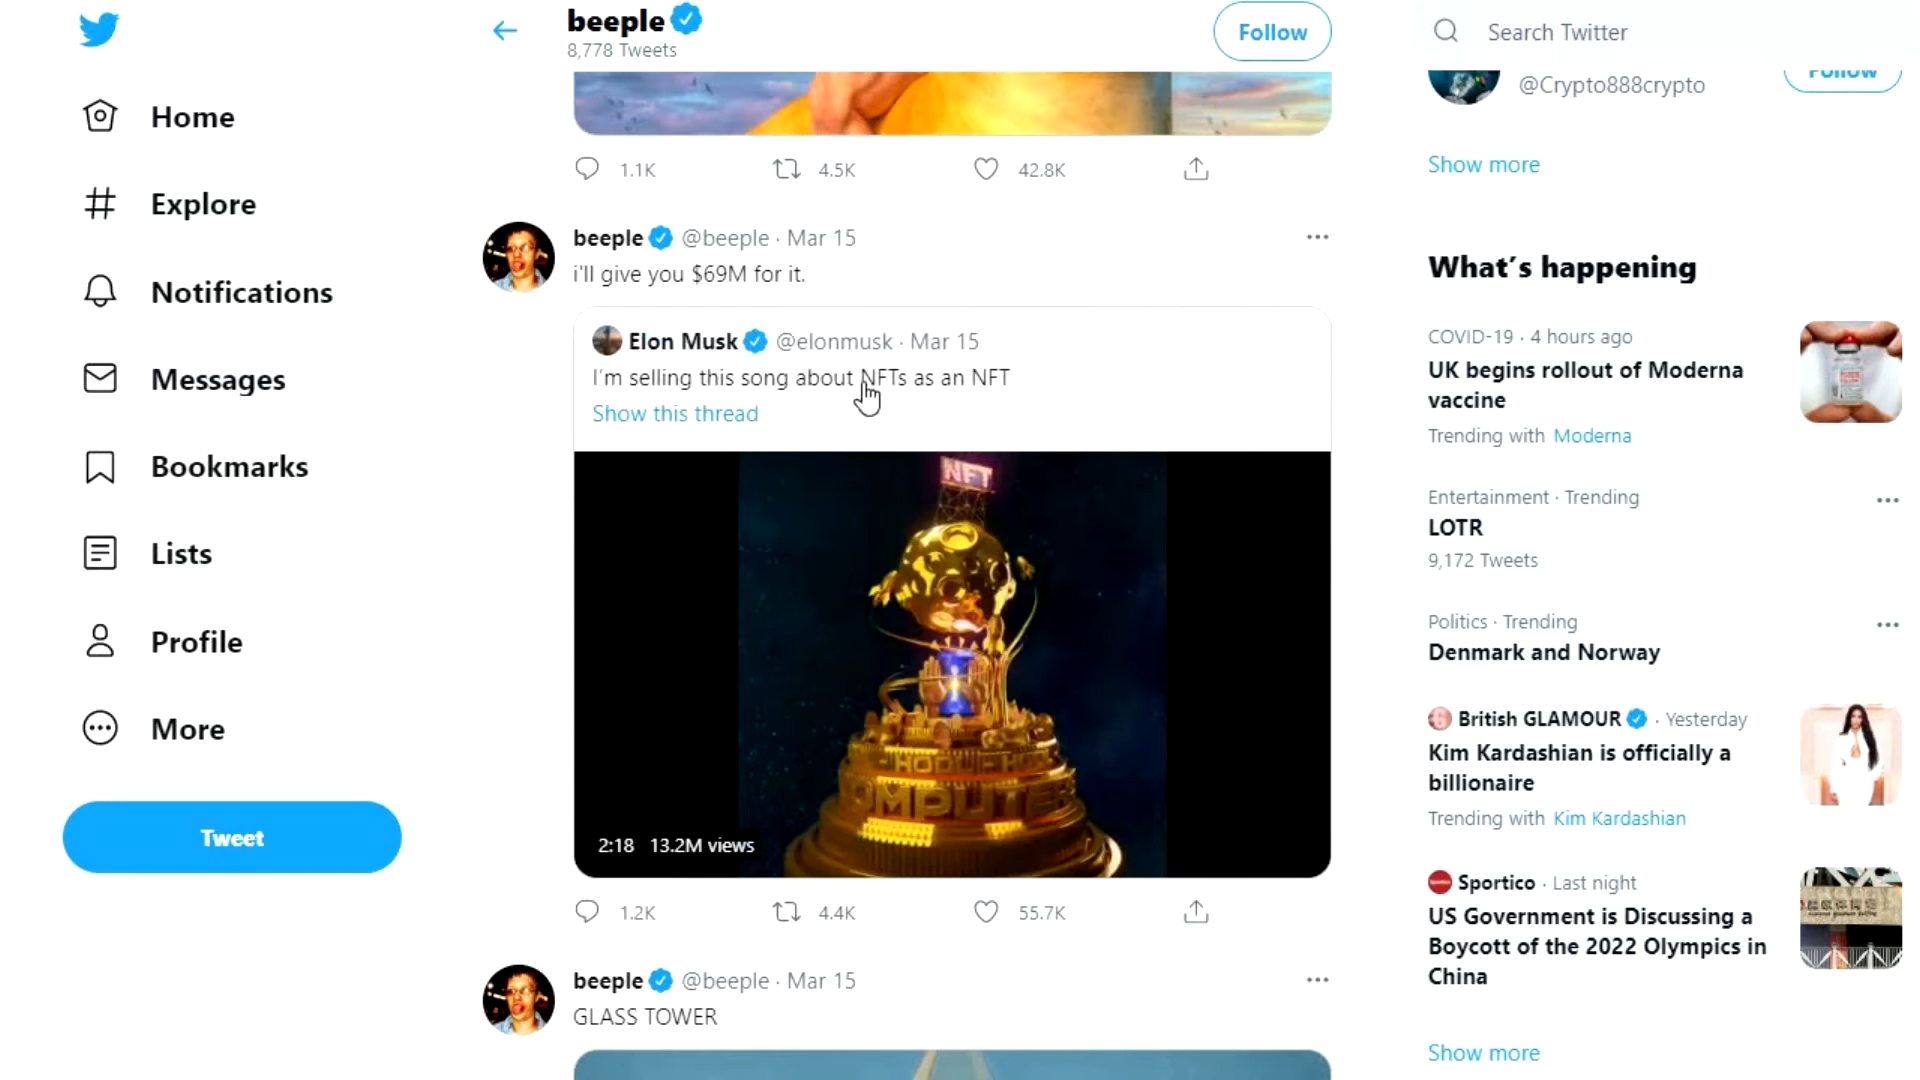 Home
Explore
Notifications
Messages
Bookmarks
Lists
Profile
More
Tweet
beeple
8,778 Tweets
Follow
1.1K 4.5K 42.8K
beeple @beeple · Mar 15
i'll give you $69M for it.
Elon Musk @elonmusk · Mar 15
I'm selling this song about NFTs as an NFT
Show this thread
NFT
COMPUTER
2:18 13.2M views
1.2K 4.4K 55.7K
beeple @beeple · Mar 15
GLASS TOWER
Search Twitter
@Crypto888crypto
Follow
Show more
What's happening
COVID-19 · 4 hours ago
UK begins rollout of Moderna
vaccine
Trending with Moderna
Entertainment · Trending
LOTR
9,172 Tweets
Politics · Trending
Denmark and Norway
British GLAMOUR · Yesterday
Kim Kardashian is officially a
billionaire
Trending with Kim Kardashian
Sportico · Last night
US Government is Discussing a
Boycott of the 2022 Olympics in
China
Show more